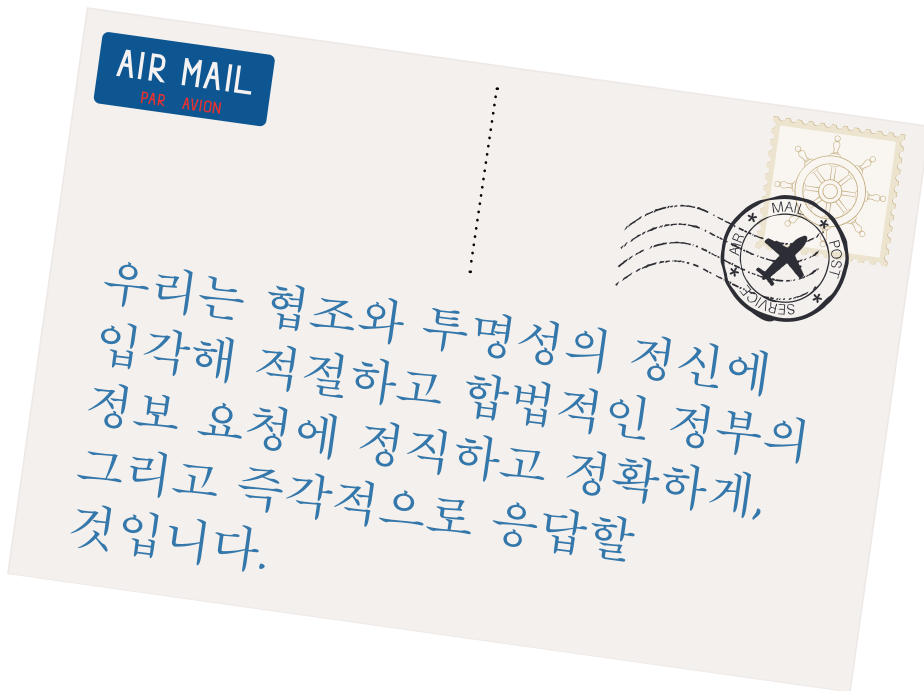 AIR MAIL
PAR AVION
MAIL
AIR
POST
SERVICE
우리는 협조와 투명성의 정신에
입각해 적절하고 합법적인 정부의
정보 요청에 정직하고 정확하게,
그리고 즉각적으로 응답할
것입니다.